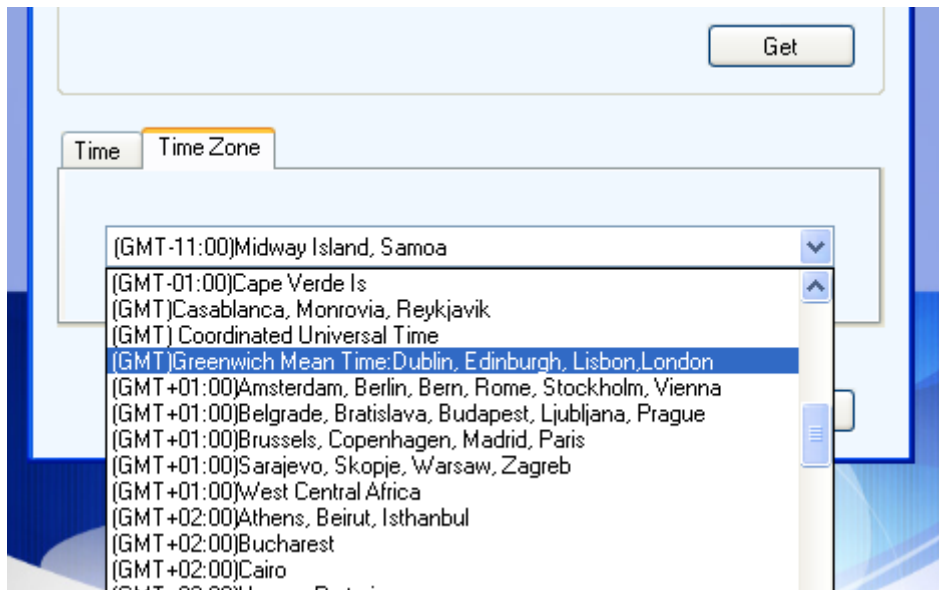 Get
Time
Time Zone
(GMT-11:00)Midway Island, Samoa
(GMT-01:00)Cape Verde Is
(GMT)Casablanca, Monrovia, Reykjavik
(GMT) Coordinated Universal Time
(GMT)Greenwich Mean Time:Dublin, Edinburgh, Lisbon,London
(GMT+01:00)Amsterdam, Berlin, Bern, Rome, Stockholm, Vienna
(GMT+01:00)Belgrade, Bratislava, Budapest, Ljubljana, Prague
(GMT+01:00)Brussels, Copenhagen, Madrid, Paris
(GMT+01:00)Sarajevo, Skopje, Warsaw, Zagreb
(GMT+01:00)West Central Africa
(GMT+02:00)Athens, Beirut, Isthanbul
(GMT+02:00)Bucharest
(GMT+02:00)Cairo